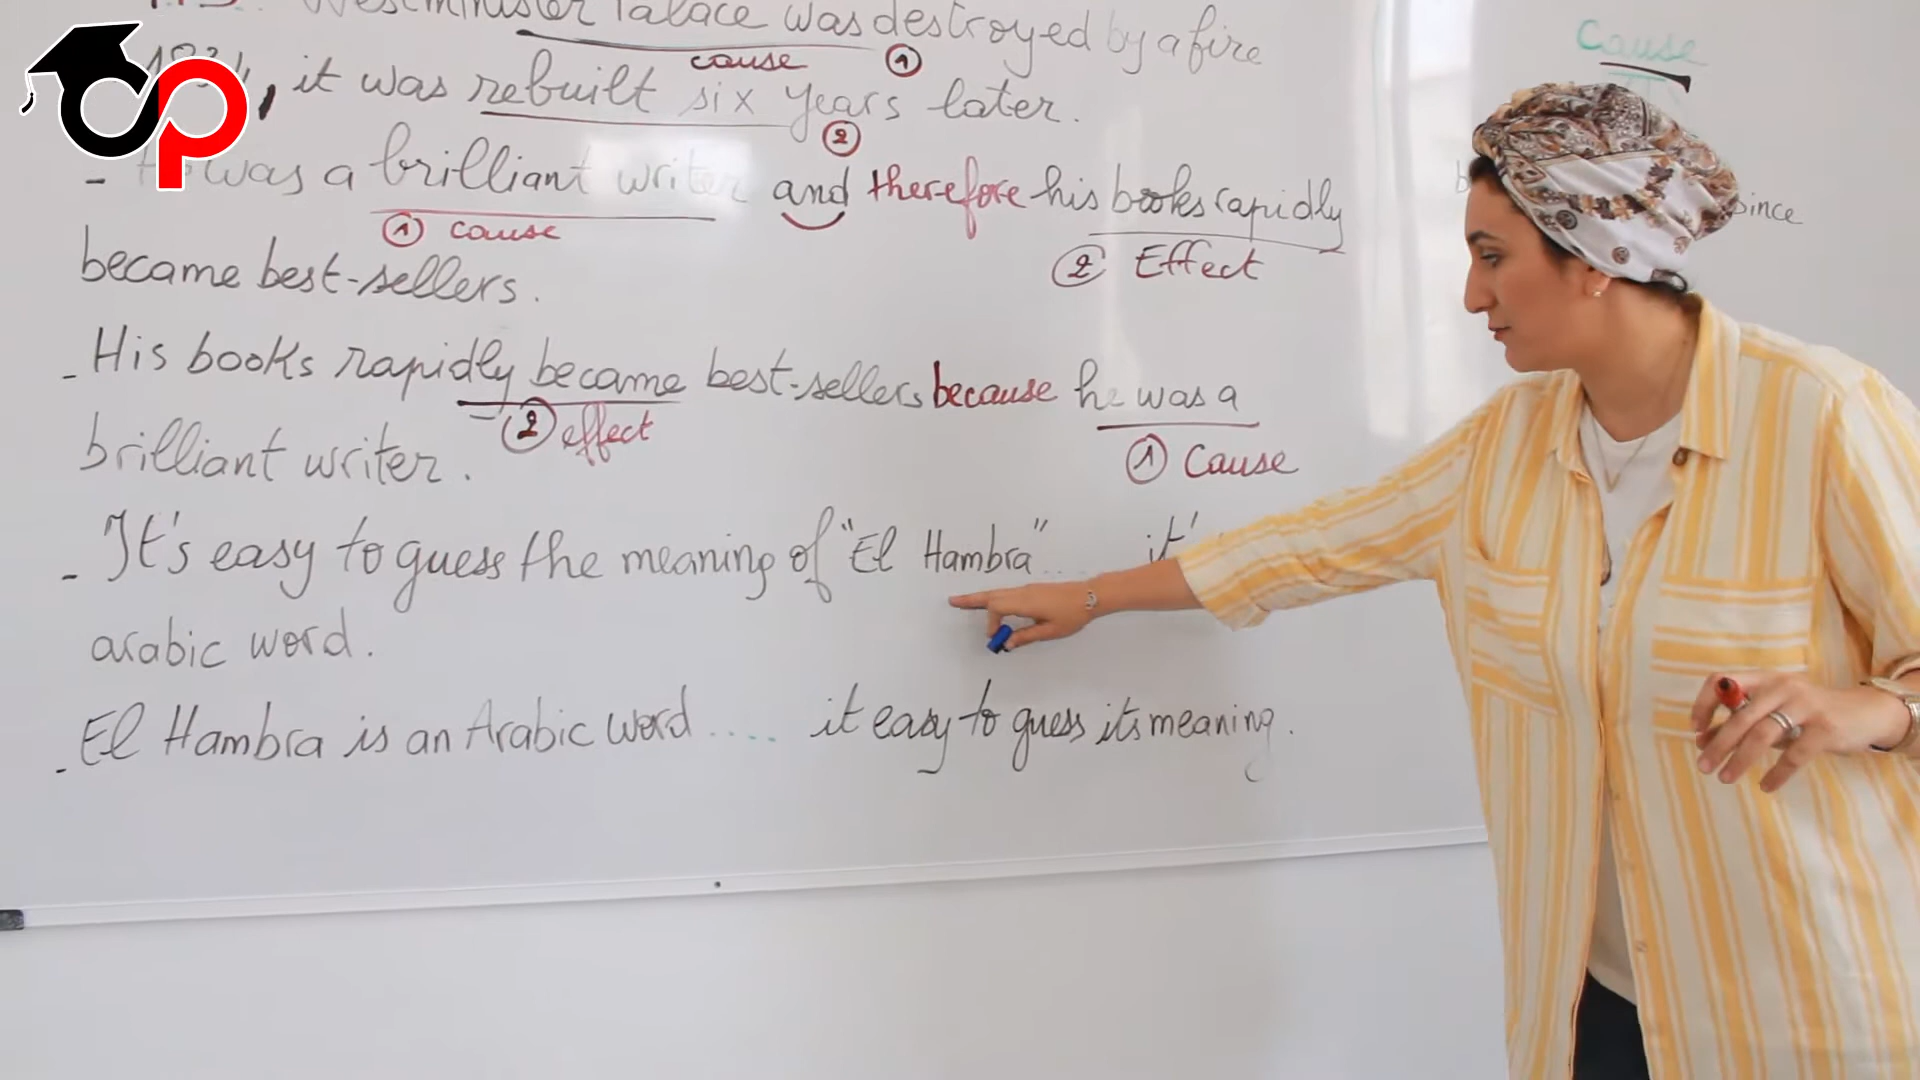 Westminister Palace was destroyed by a fire
cause ①
1834, it was rebuilt six years later.
②
- was a brilliant writer and therefore his books rapidly
① cause
② Effect
became best-sellers.
- His books rapidly became best-sellers because he was a
② effect
① Cause
brilliant writer.
- It's easy to guess the meaning of "El Hambra" .... it'
arabic word.
- El Hambra is an Arabic word ..... it easy to guess its meaning.
Cause
since